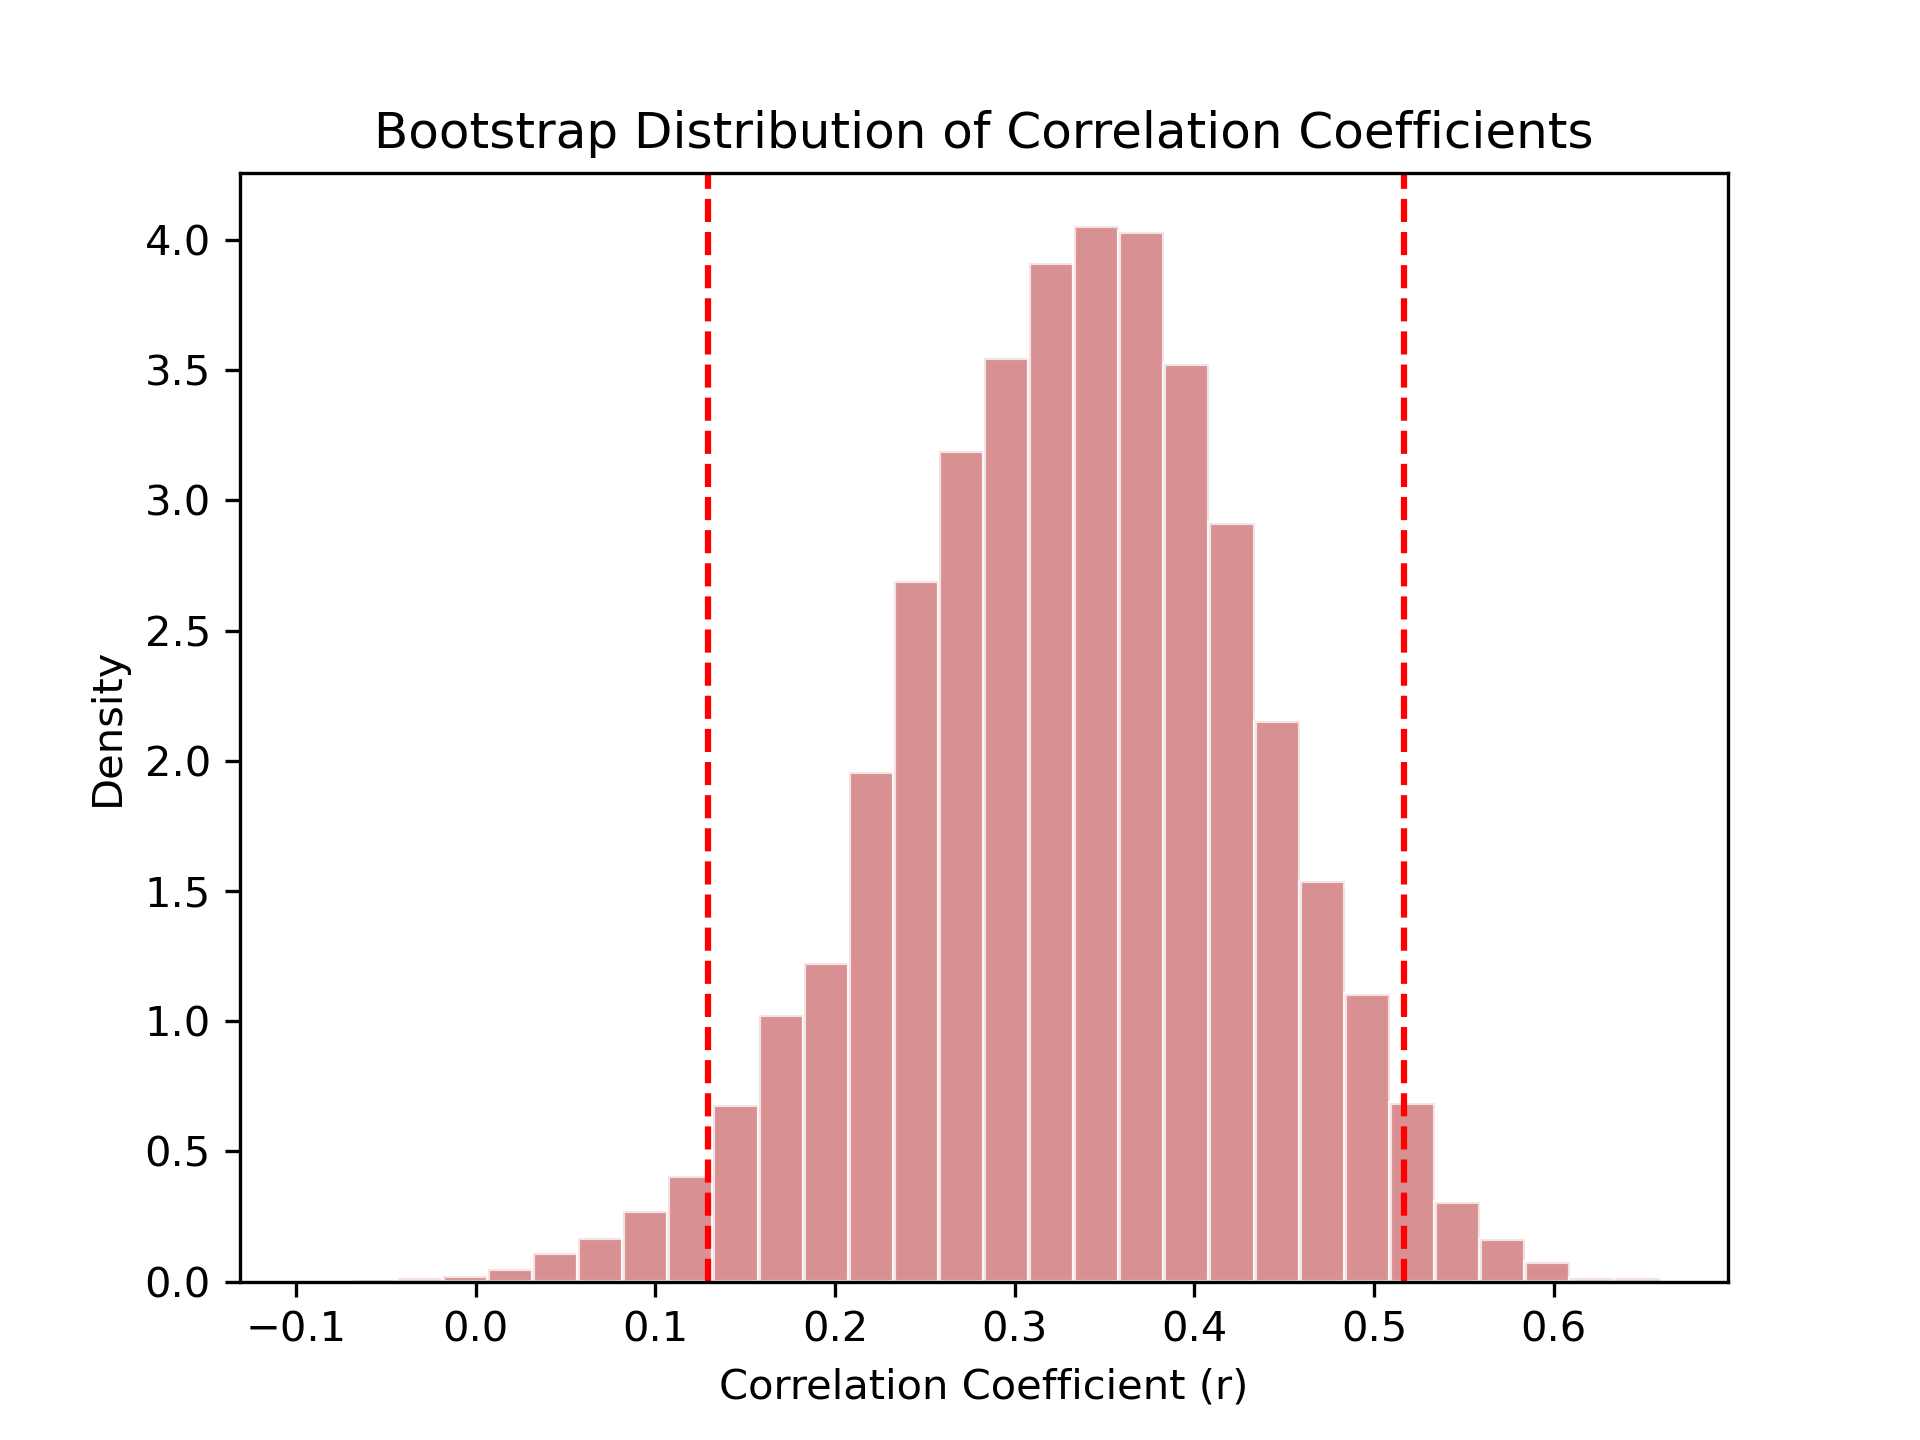 Bootstrap Distribution of Correlation Coefficients
4.0
3.5
3.0
2.5
2.0
1.5
1.0
0.5
0.0
Density
−0.1 0.0 0.1 0.2 0.3 0.4 0.5 0.6
Correlation Coefficient (r)